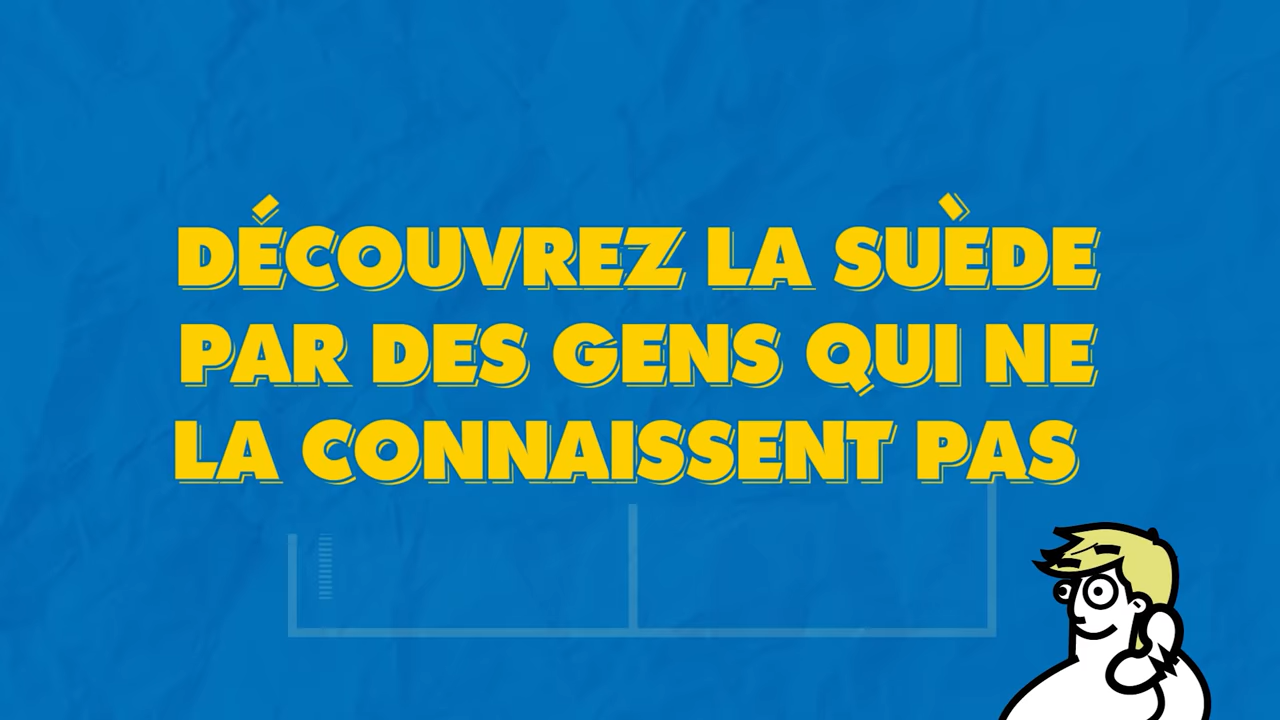 DÉCOUVREZ LA SUÈDE
PAR DES GENS QUI NE
LA CONNAISSENT PAS